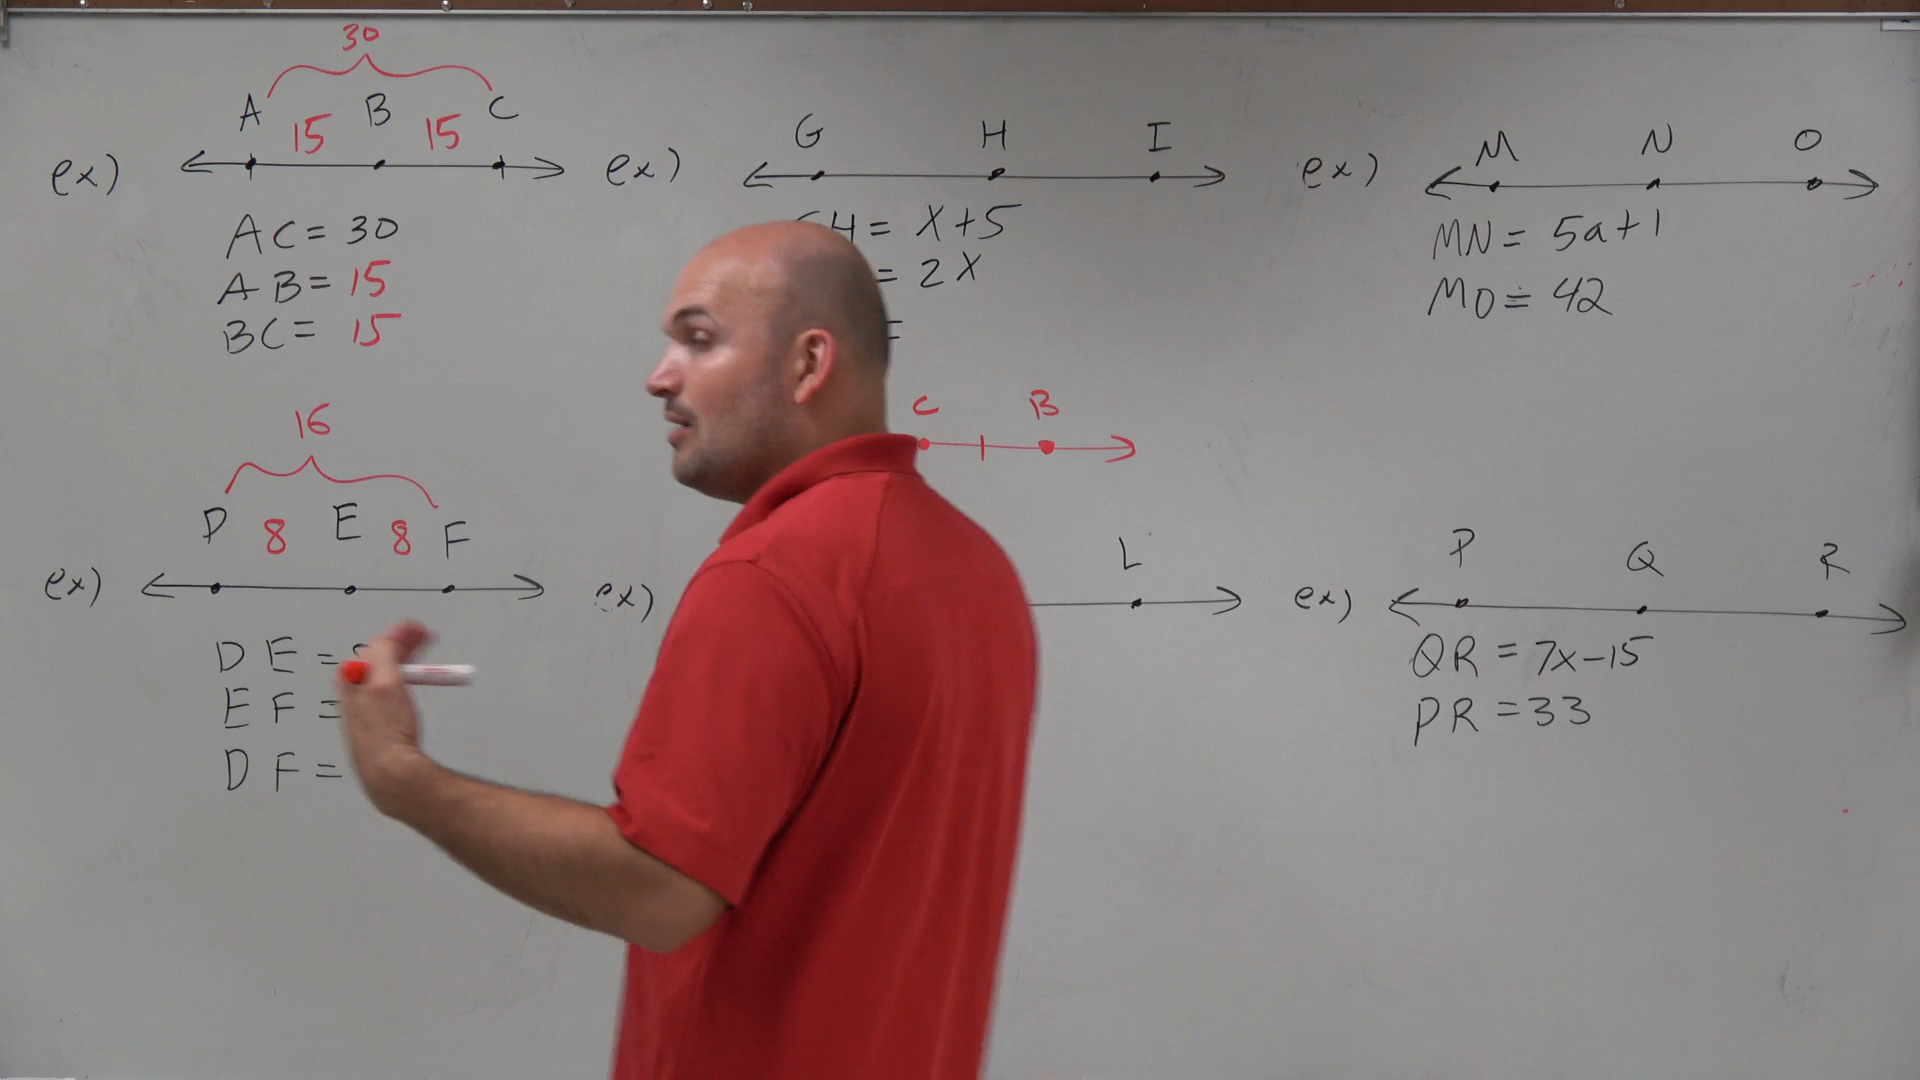 30
A B C
15 15
ex)
AC = 30
AB = 15
BC = 15
G H I
ex)
H = X+5
= 2X
=
C B
M N O
ex)
MN = 5a+1
MO = 42
16
D E F
8 8
ex)
DE =
EF =
DF =
L
ex)
P Q R
ex)
QR = 7x-15
PR = 33